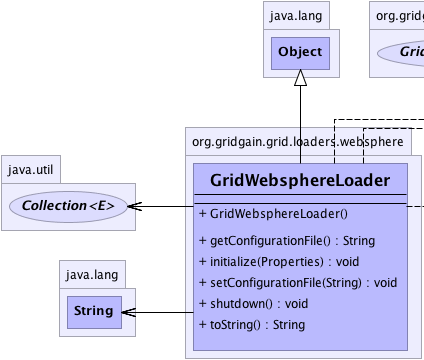 java.lang
Object
org.gridg
Grid
org.gridgain.grid.loaders.websphere
GridWebsphereLoader
+ GridWebsphereLoader()
+ getConfigurationFile() : String
+ initialize(Properties) : void
+ setConfigurationFile(String) : void
+ shutdown() : void
+ toString() : String
java.util
Collection<E>
java.lang
String